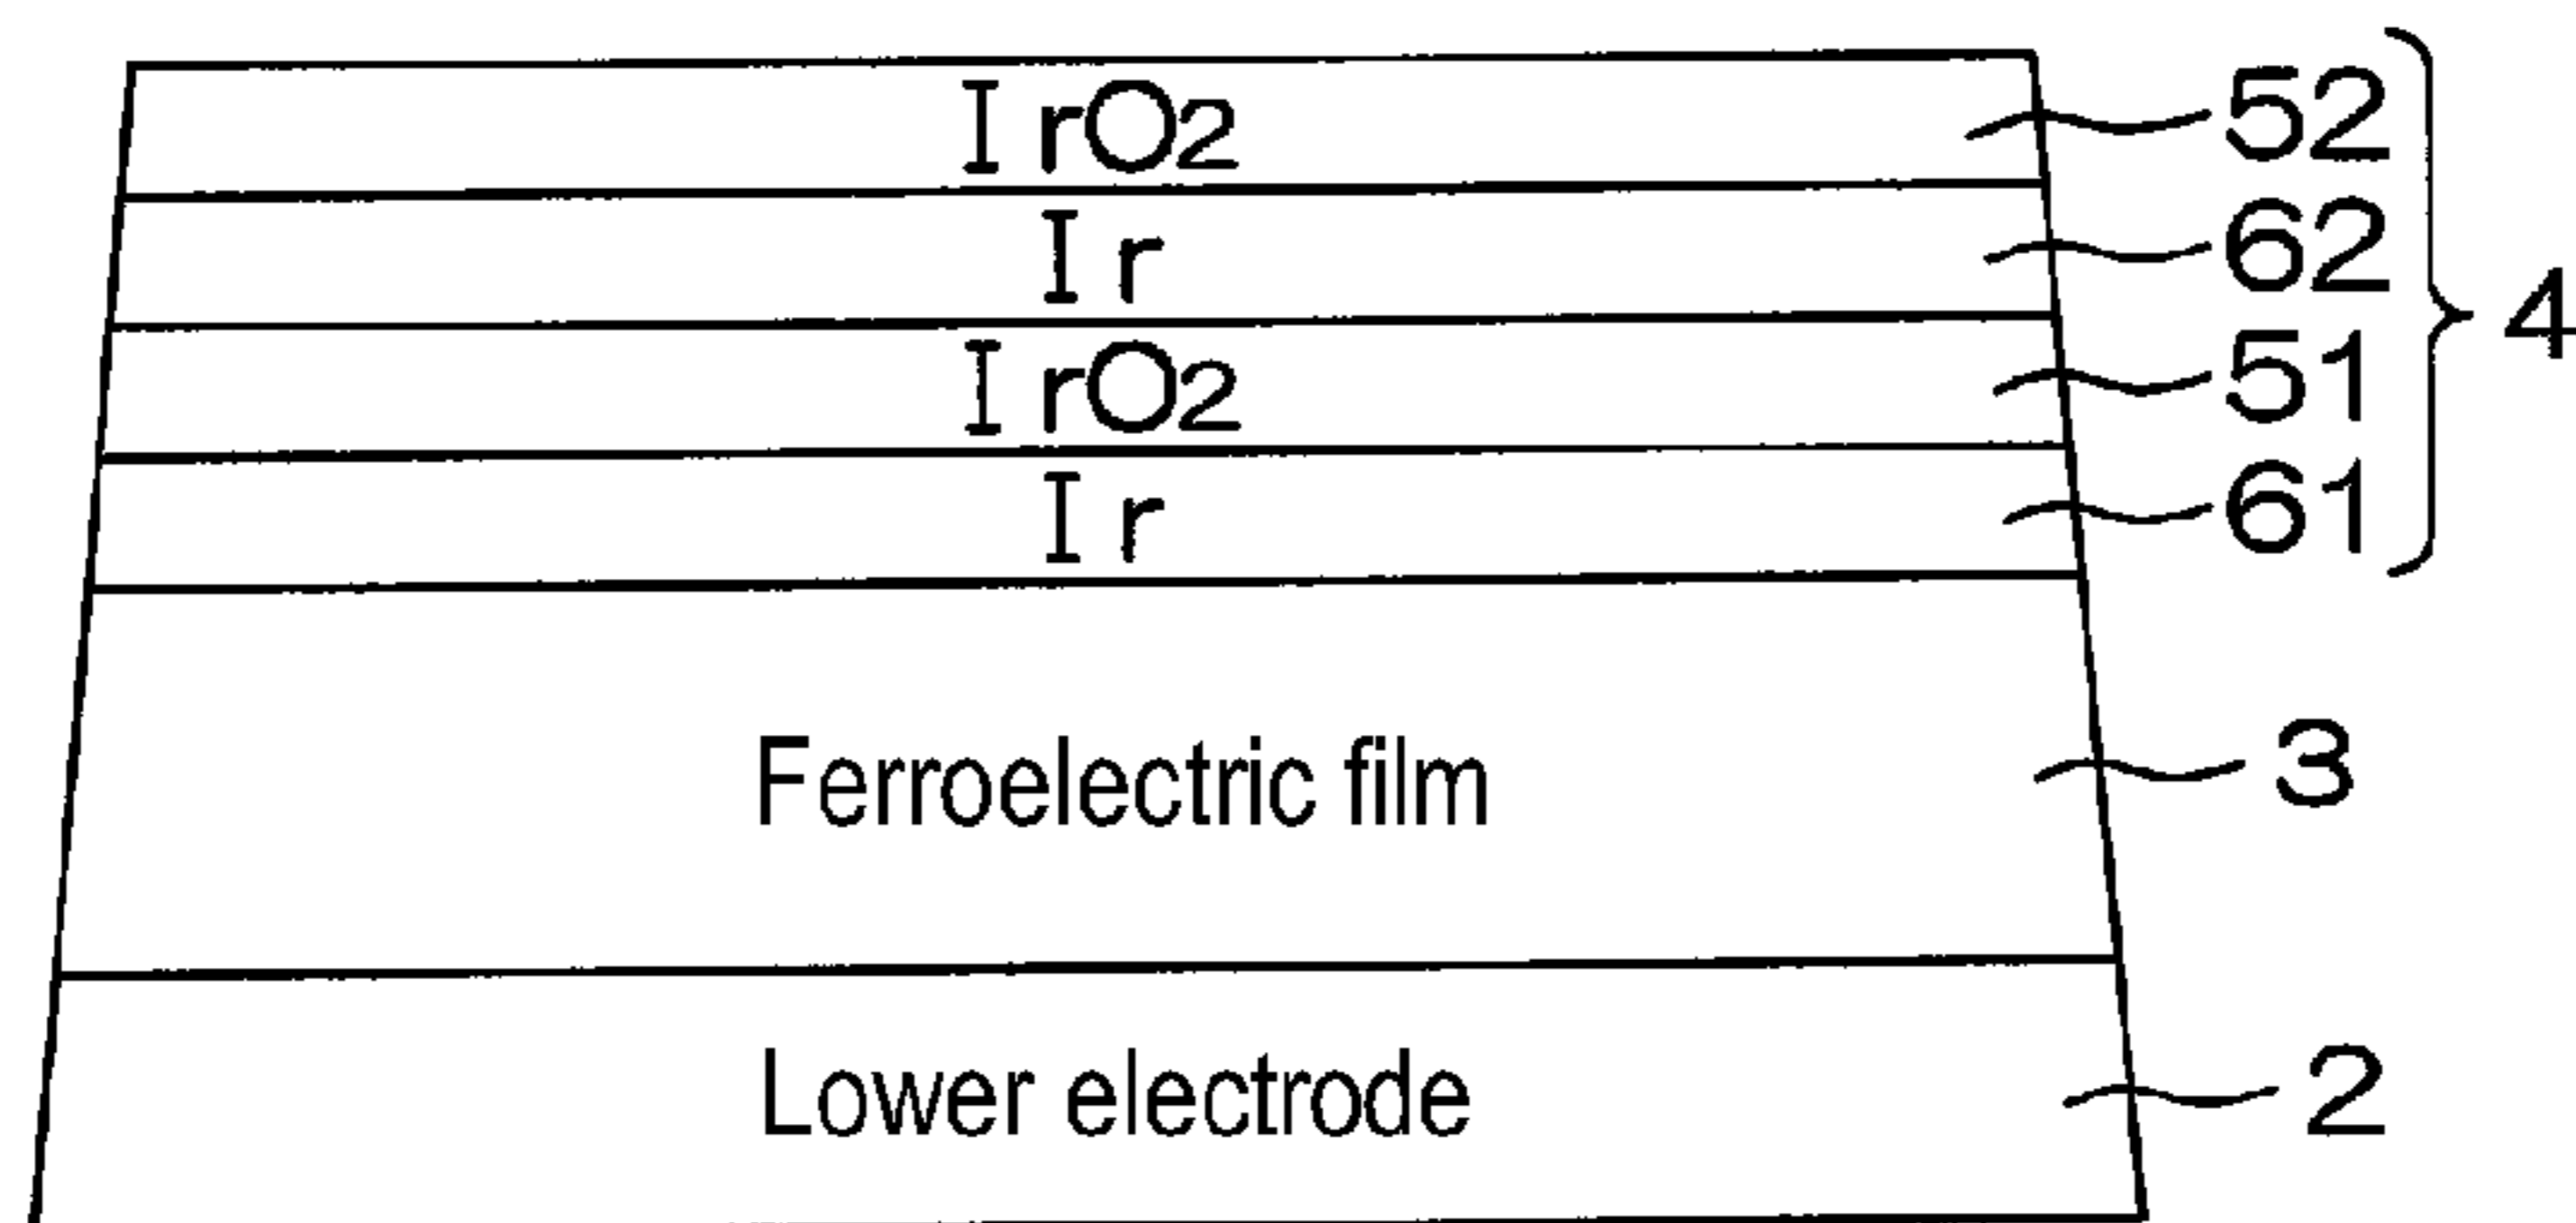 IrO2 52
Ir 62
4
IrO2 51
Ir 61
Ferroelectric film 3
Lower electrode 2